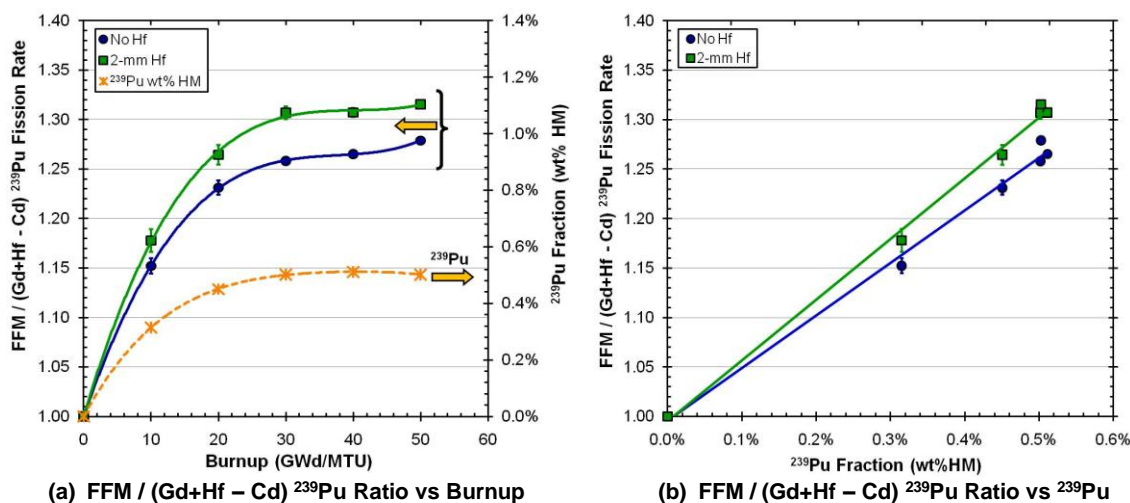 FFM / (Gd+Hf - Cd) ²³⁹Pu Fission Rate
1.40
1.35
1.30
1.25
1.20
1.15
1.10
1.05
1.00
No Hf
2-mm Hf
²³⁹Pu wt% HM
²³⁹Pu
1.4%
1.2%
1.0%
0.8%
0.6%
0.4%
0.2%
0.0%
²³⁹Pu Fraction (wt% HM)
0 10 20 30 40 50 60
Burnup (GWd/MTU)
(a) FFM / (Gd+Hf – Cd) ²³⁹Pu Ratio vs Burnup
FFM / (Gd+Hf - Cd) ²³⁹Pu Fission Rate
1.40
1.35
1.30
1.25
1.20
1.15
1.10
1.05
1.00
No Hf
2-mm Hf
0.0% 0.1% 0.2% 0.3% 0.4% 0.5% 0.6%
²³⁹Pu Fraction (wt%HM)
(b) FFM / (Gd+Hf – Cd) ²³⁹Pu Ratio vs ²³⁹Pu